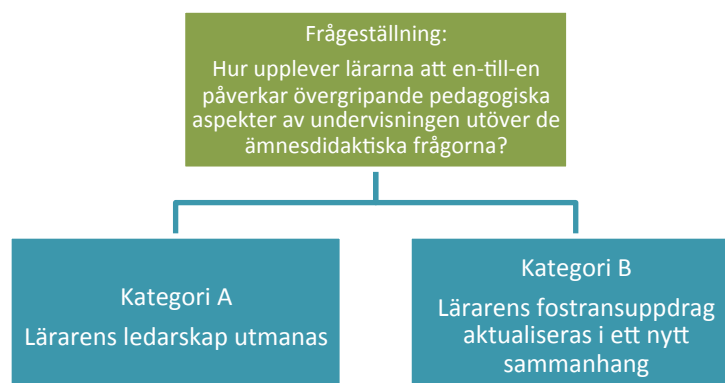 Frågeställning:
Hur upplever lärarna att en-till-en
påverkar övergripande pedagogiska
aspekter av undervisningen utöver de
ämnesdidaktiska frågorna?
Kategori A
Lärarens ledarskap utmanas
Kategori B
Lärarens fostransuppdrag
aktualiseras i ett nytt
sammanhang